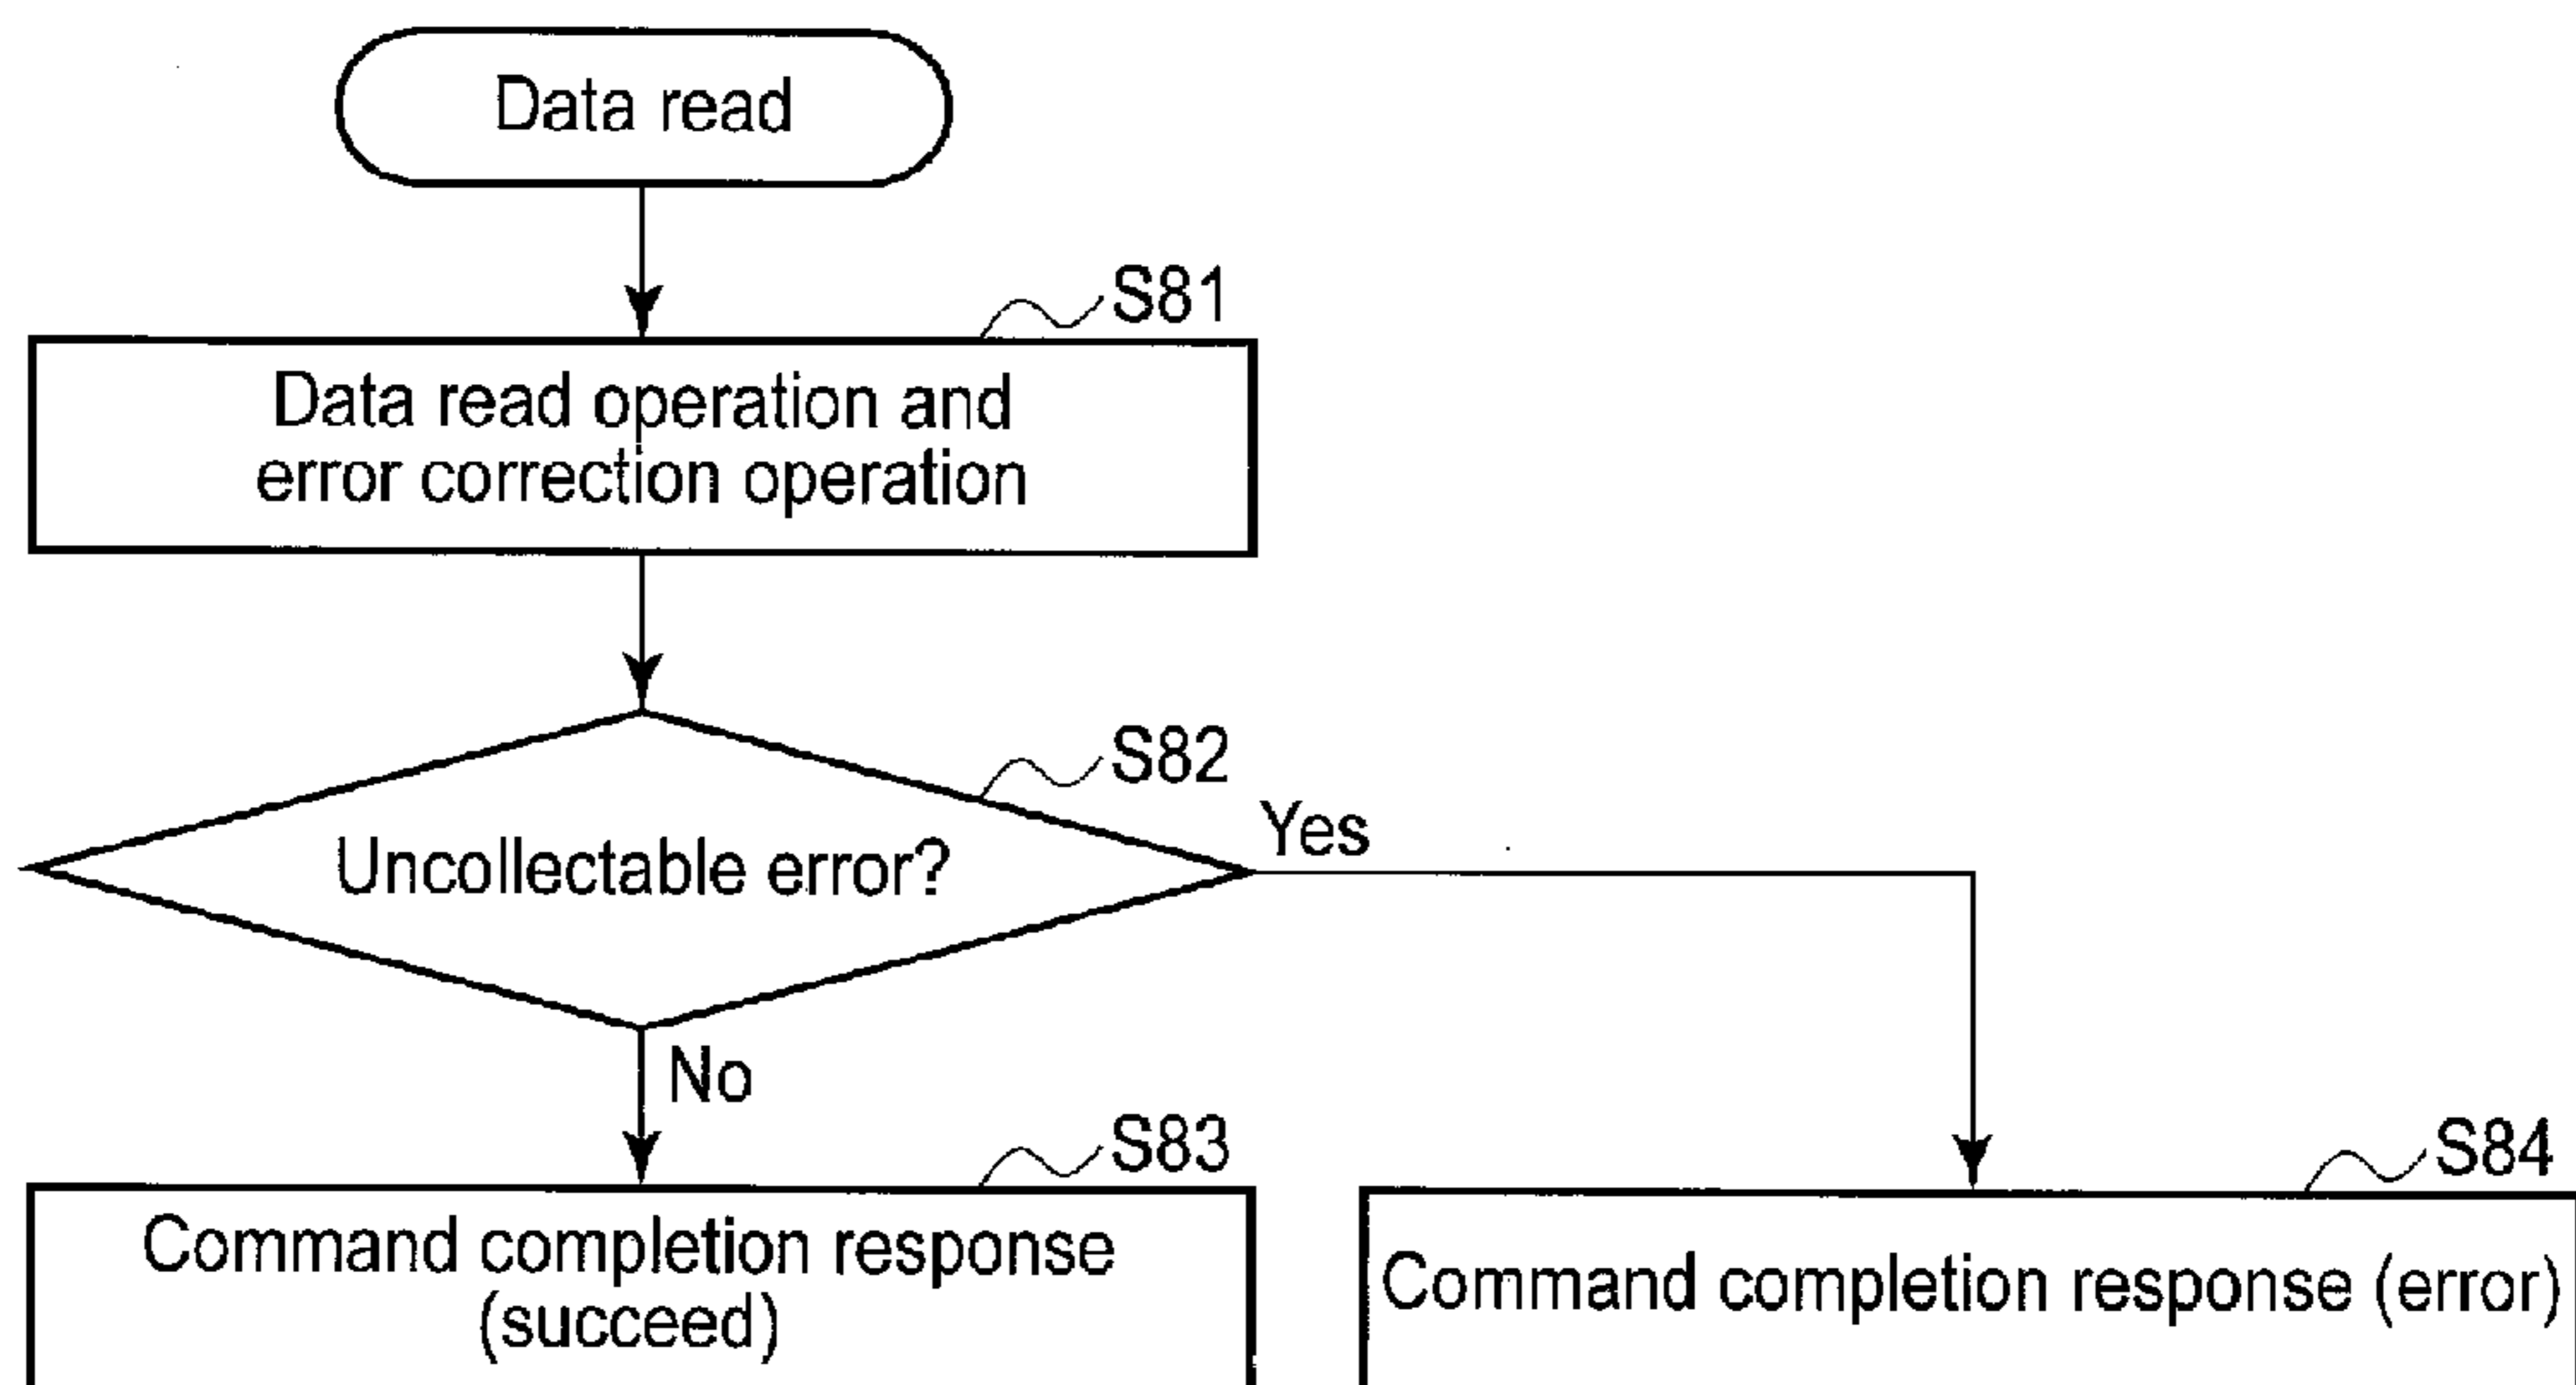 Data read
S81
Data read operation and
error correction operation
S82
Uncollectable error?
Yes
No
S83
Command completion response
(succeed)
S84
Command completion response (error)